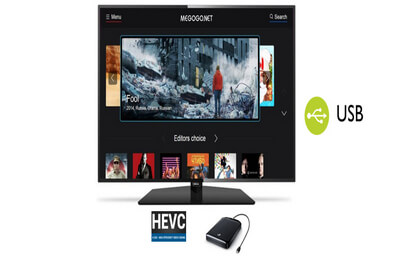 Menu
MEGOGO.NET
Search
Fool
2014, Russia, Drama, Russian
Editors choice
USB
HEVC